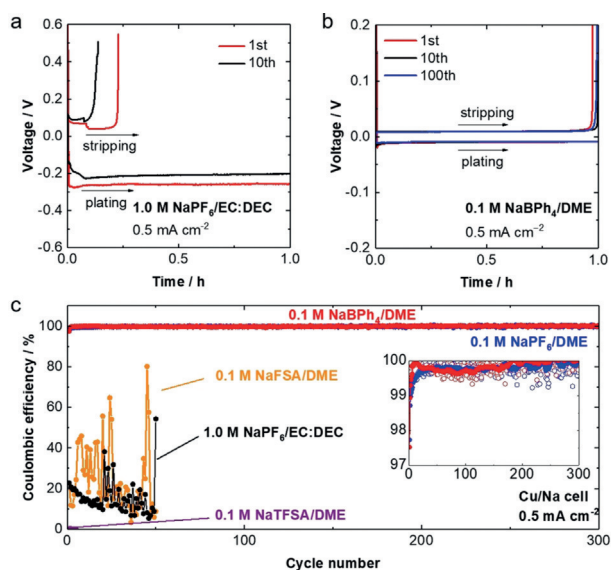 a
0.6
0.4
0.2
0.0
-0.2
-0.4
-0.6
Voltage / V
1st
10th
stripping
plating
1.0 M NaPF₆/EC:DEC
0.5 mA cm⁻²
0.0
0.5
1.0
Time / h
b
0.2
0.1
0.0
-0.1
-0.2
Voltage / V
1st
10th
100th
stripping
plating
0.1 M NaBPh₄/DME
0.5 mA cm⁻²
0.0
0.5
1.0
Time / h
c
120
100
80
60
40
20
0
Coulombic efficiency / %
0.1 M NaBPh₄/DME
0.1 M NaPF₆/DME
0.1 M NaFSA/DME
1.0 M NaPF₆/EC:DEC
0.1 M NaTFSA/DME
100
99
98
97
0 100 200 300
Cu/Na cell
0.5 mA cm⁻²
0 50 100 150 200 250 300
Cycle number